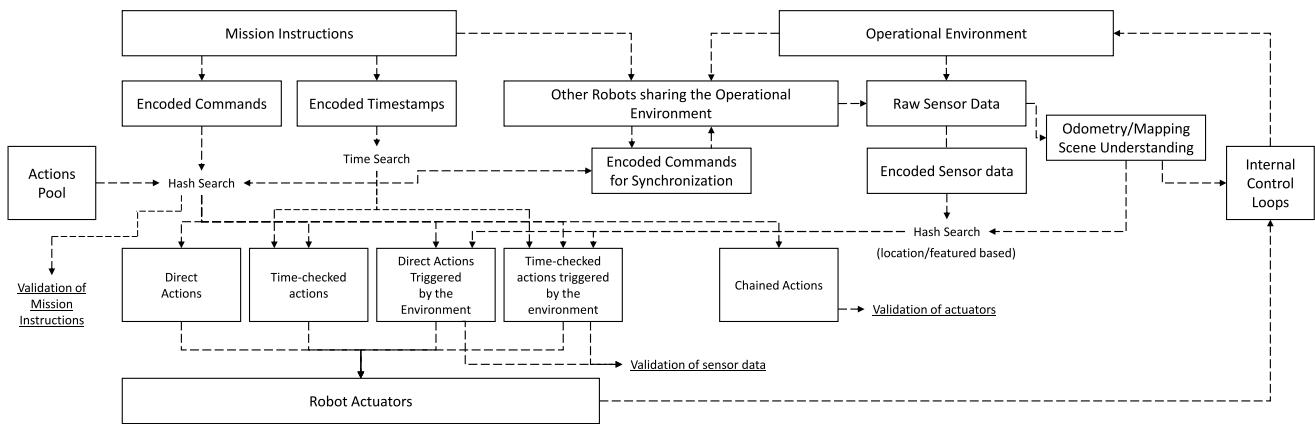 Mission Instructions
Operational Environment
Encoded Commands
Encoded Timestamps
Other Robots sharing the Operational
Environment
Raw Sensor Data
Odometry/Mapping
Scene Understanding
Time Search
Actions
Pool
Hash Search
Encoded Commands
for Synchronization
Encoded Sensor data
Internal
Control
Loops
Hash Search
(location/featured based)
Direct
Actions
Time-checked
actions
Direct Actions
Triggered
by the
Environment
Time-checked
actions triggered
by the
environment
Chained Actions
Validation of
Mission
Instructions
Validation of actuators
Validation of sensor data
Robot Actuators